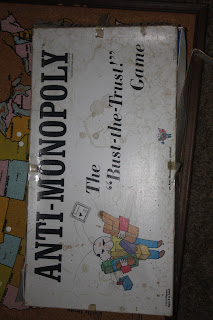 ANTI-MONOPOLY
The
"Bust-the-Trust!"
Game